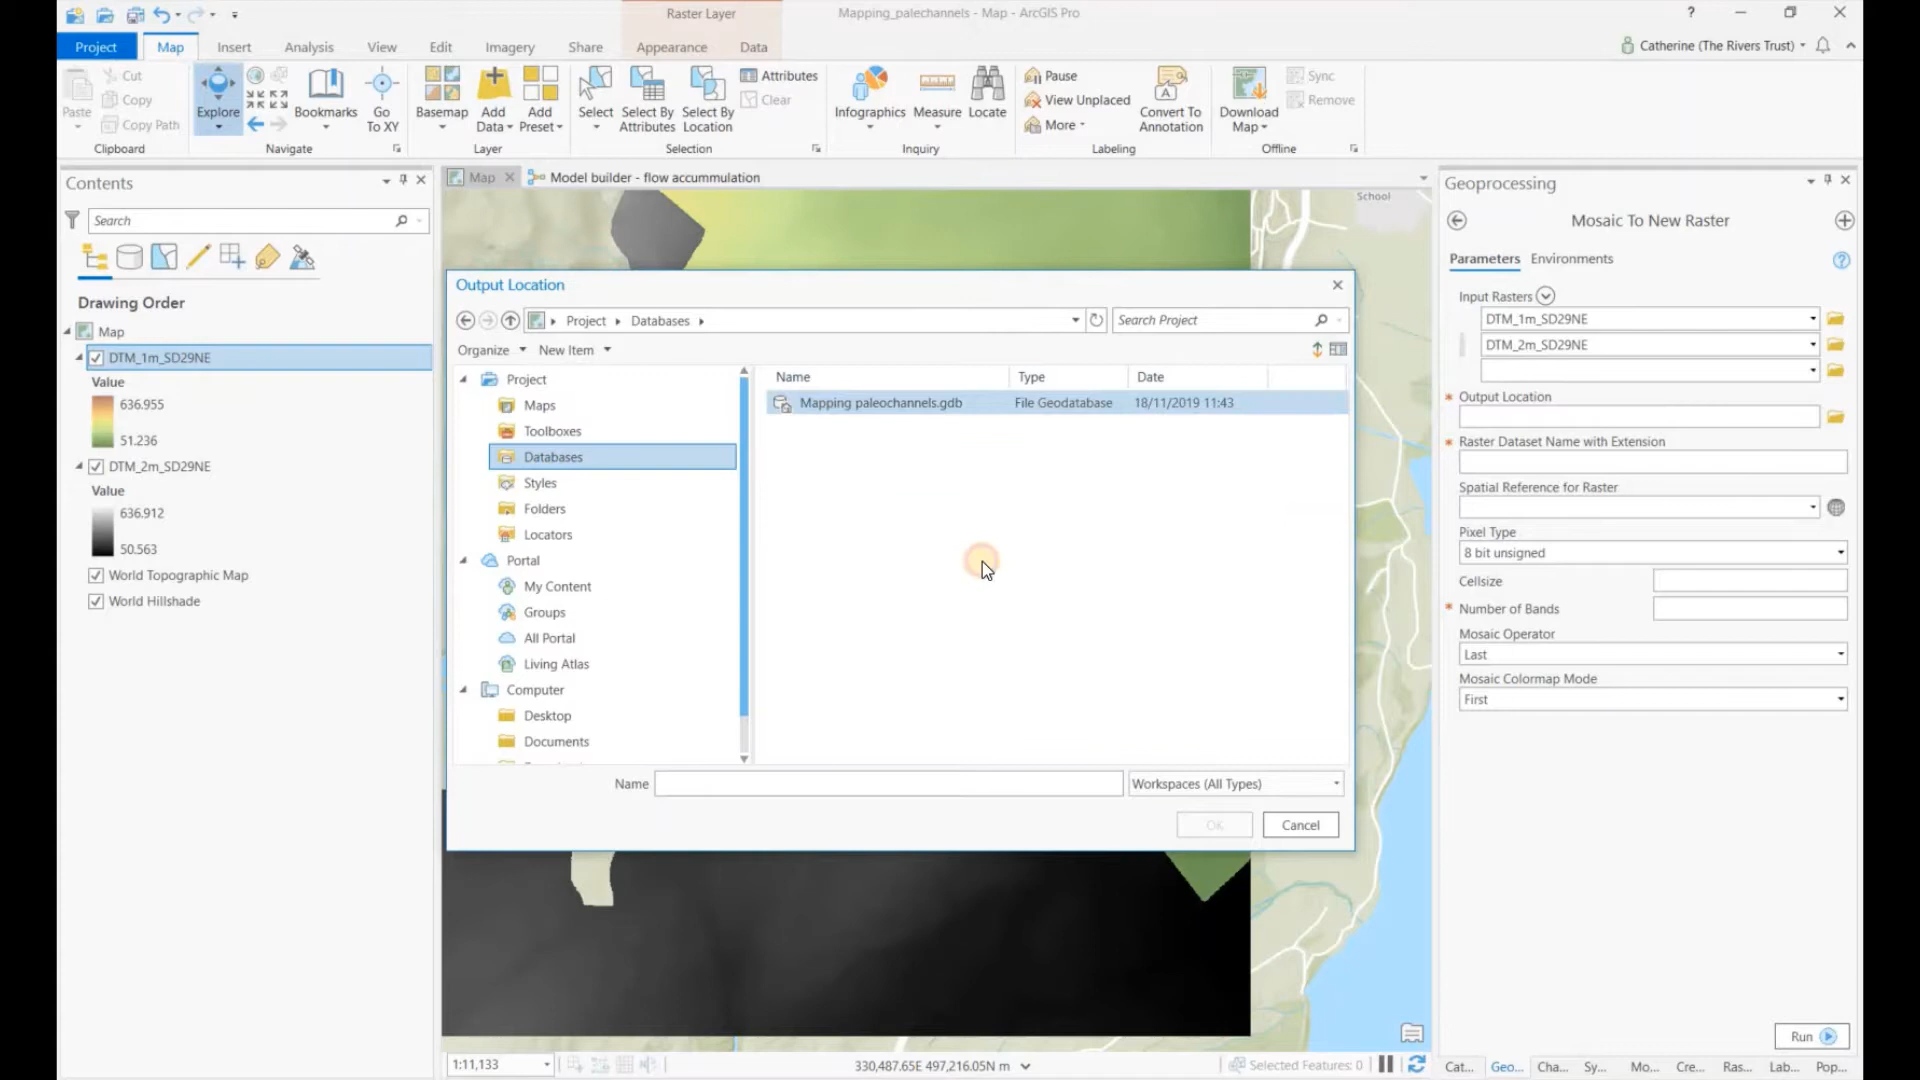 Raster Layer
Mapping_palechannels - Map - ArcGIS Pro
?
Project
Map
Insert
Analysis
View
Edit
Imagery
Share
Appearance
Data
Catherine (The Rivers Trust)
Paste
Cut
Copy
Copy Path
Clipboard
Explore
Bookmarks
Go To XY
Navigate
Basemap
Add Data
Add Preset
Layer
Select
Select By Attributes
Select By Location
Attributes
Clear
Selection
Infographics
Measure
Locate
Inquiry
Pause
View Unplaced
More
Convert To Annotation
Labeling
Download Map
Sync
Remove
Offline
Contents
Search
Drawing Order
Map
DTM_1m_SD29NE
Value
636.955
51.236
DTM_2m_SD29NE
Value
636.912
50.563
World Topographic Map
World Hillshade
Map
Model builder - flow accummulation
School
Output Location
Project
Databases
Search Project
Organize
New Item
Project
Maps
Toolboxes
Databases
Styles
Folders
Locators
Portal
My Content
Groups
All Portal
Living Atlas
Computer
Desktop
Documents
Name
Type
Date
Mapping paleochannels.gdb
File Geodatabase
18/11/2019 11:43
Name
Workspaces (All Types)
OK
Cancel
1:11,133
330,487.65E 497,216.05N m
Selected Features: 0
Geoprocessing
Mosaic To New Raster
Parameters
Environments
Input Rasters
DTM_1m_SD29NE
DTM_2m_SD29NE
* Output Location
* Raster Dataset Name with Extension
Spatial Reference for Raster
Pixel Type
8 bit unsigned
Cellsize
* Number of Bands
Mosaic Operator
Last
Mosaic Colormap Mode
First
Run
Cat...
Geo...
Cha...
Sy...
Mo...
Cre...
Ras...
Lab...
Pop...